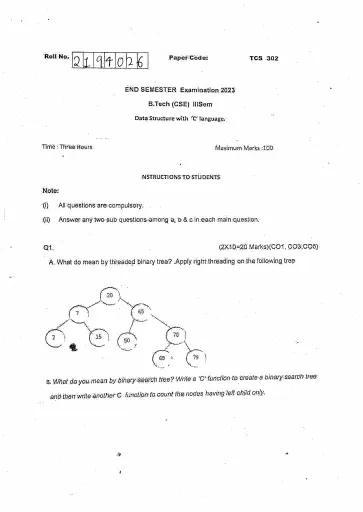 Roll No. 2194026 Paper Code: TCS 302
END SEMESTER Examination 2023
B.Tech (CSE) IIISem
Data Structure with 'C' language.
Time : Three Hours Maximum Marks :100
NSTRUCTIONS TO STUDENTS
Note:
(i) All questions are compulsory.
(ii) Answer any two sub questions among a, b & c in each main question.
Q1. (2X10=20 Marks)(CO1, CO3,CO6)
A. What do mean by threaded binary tree? .Apply right threading on the following tree
20
7 65
2 15 50 70
68 79
B. What do you mean by binary search tree? Write a 'C' function to create a binary search tree
and then write another C function to count the nodes having left child only.